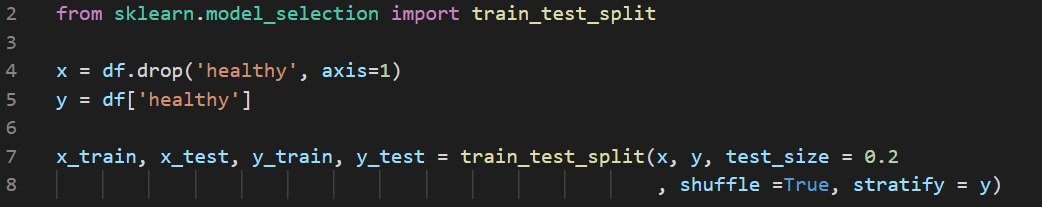 2 from sklearn.model_selection import train_test_split
3
4 x = df.drop('healthy', axis=1)
5 y = df['healthy']
6
7 x_train, x_test, y_train, y_test = train_test_split(x, y, test_size = 0.2
8 , shuffle =True, stratify = y)